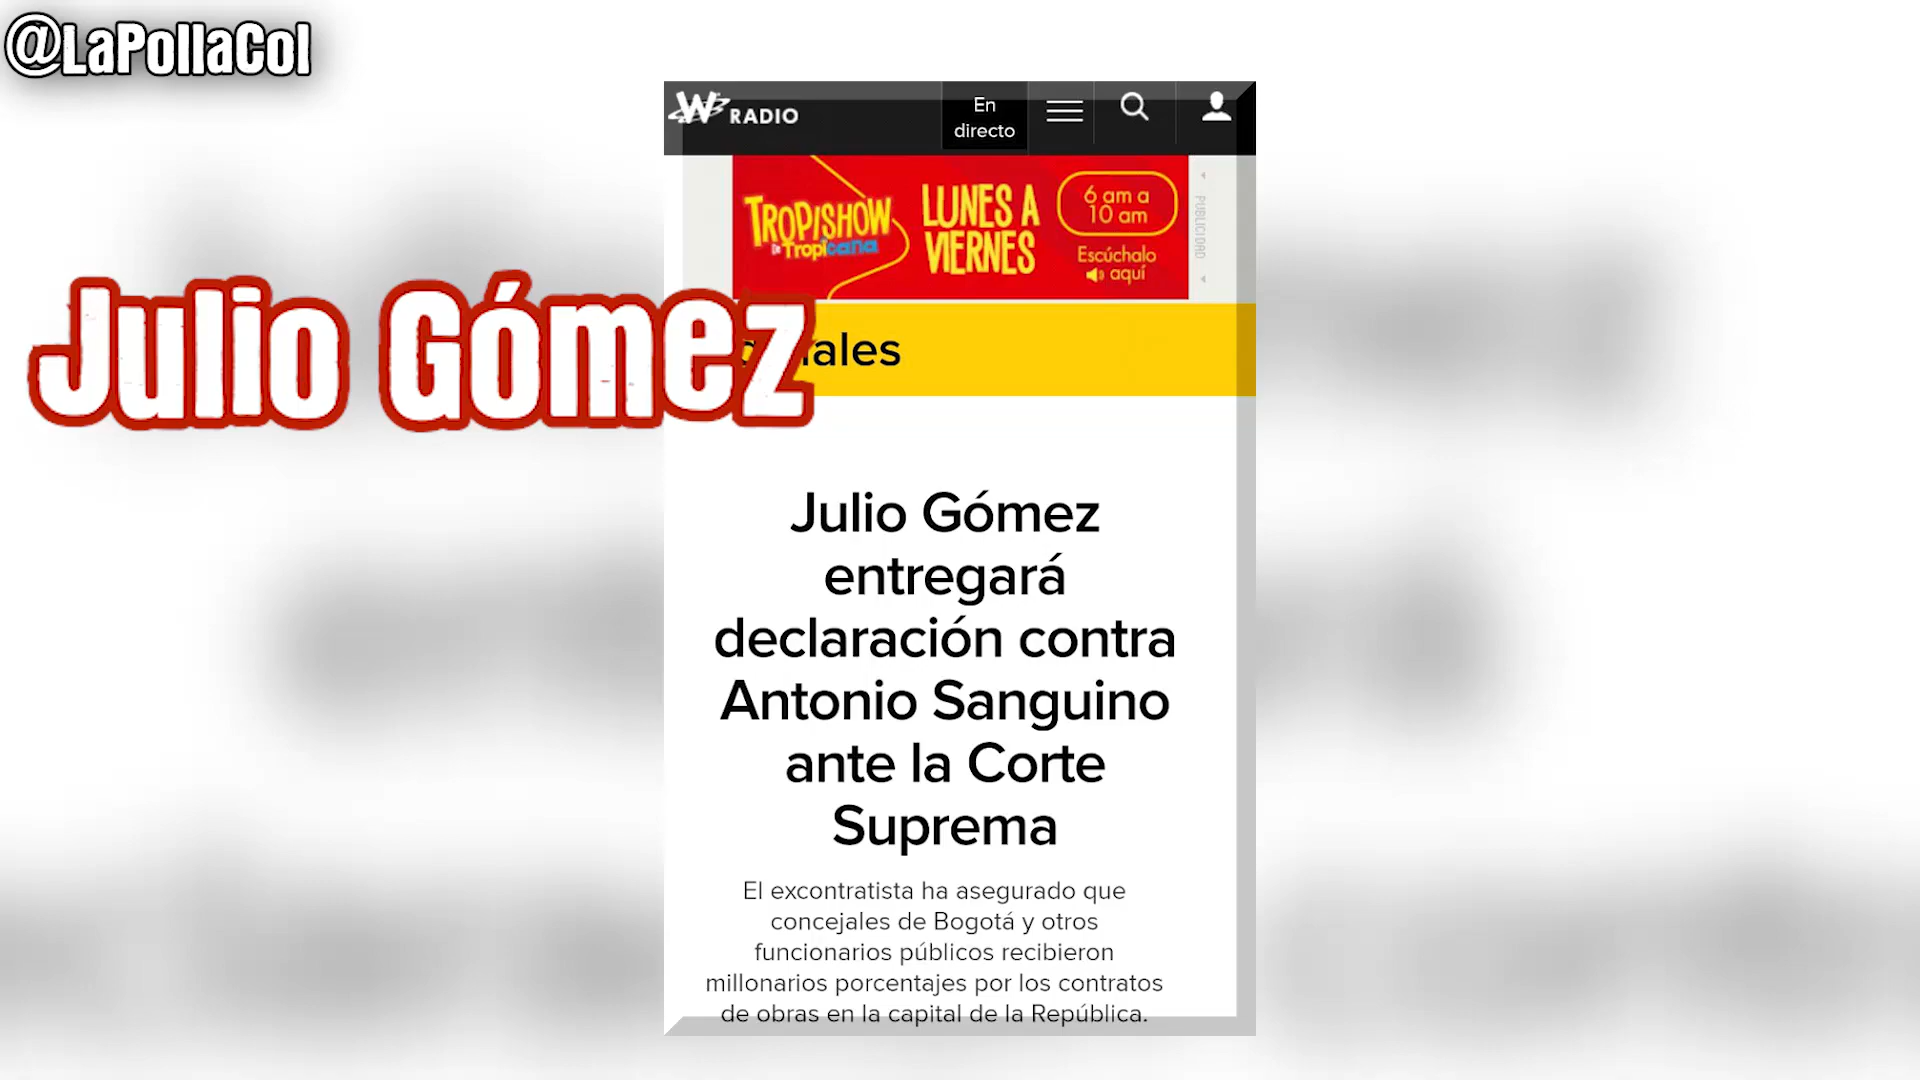 @LaPollaCol
W RADIO
En
directo
TROPISHOW
De Tropicana
LUNES A
VIERNES
6 am a
10 am
Escúchalo
aquí
PUBLICIDAD
Julio Gómez
ales
Julio Gómez
entregará
declaración contra
Antonio Sanguino
ante la Corte
Suprema
El excontratista ha asegurado que
concejales de Bogotá y otros
funcionarios públicos recibieron
millonarios porcentajes por los contratos
de obras en la capital de la República.